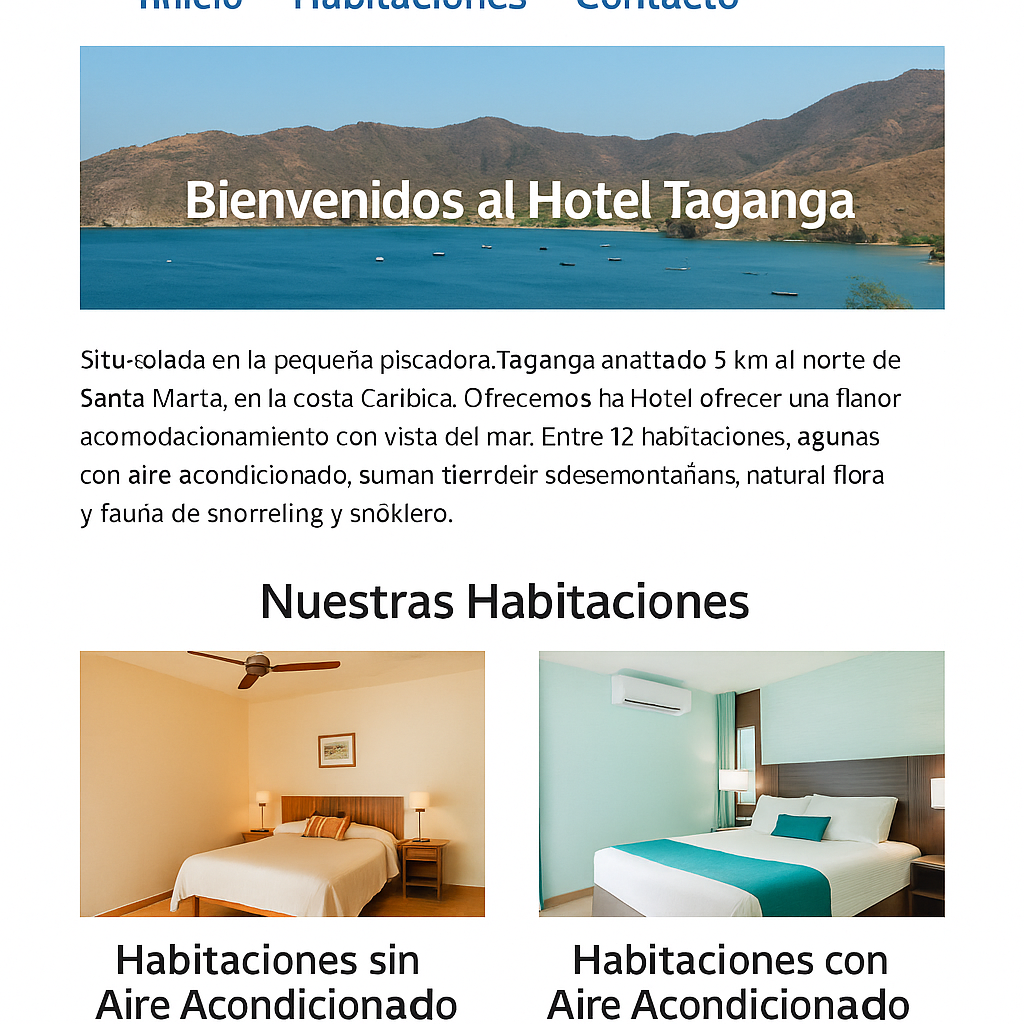 Inicio Habitaciones Contacto
Bienvenidos al Hotel Taganga
Situ-solada en la pequeña piscadora.Taganga anattado 5 km al norte de
Santa Marta, en la costa Caribica. Ofrecemos ha Hotel ofrecer una flanor
acomodacionamiento con vista del mar. Entre 12 habitaciones, agunas
con aire acondicionado, suman tierrdeir sdesemontañans, natural flora
y fauńa de snorreling y snöklero.
Nuestras Habitaciones
Habitaciones sin
Aire Acondicionado
Habitaciones con
Aire Acondicionado